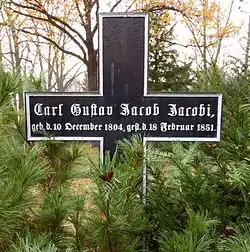 Carl Gustav Jacob Jacobi,
geb. d. 10 December 1804, gest. d. 18 Februar 1851.